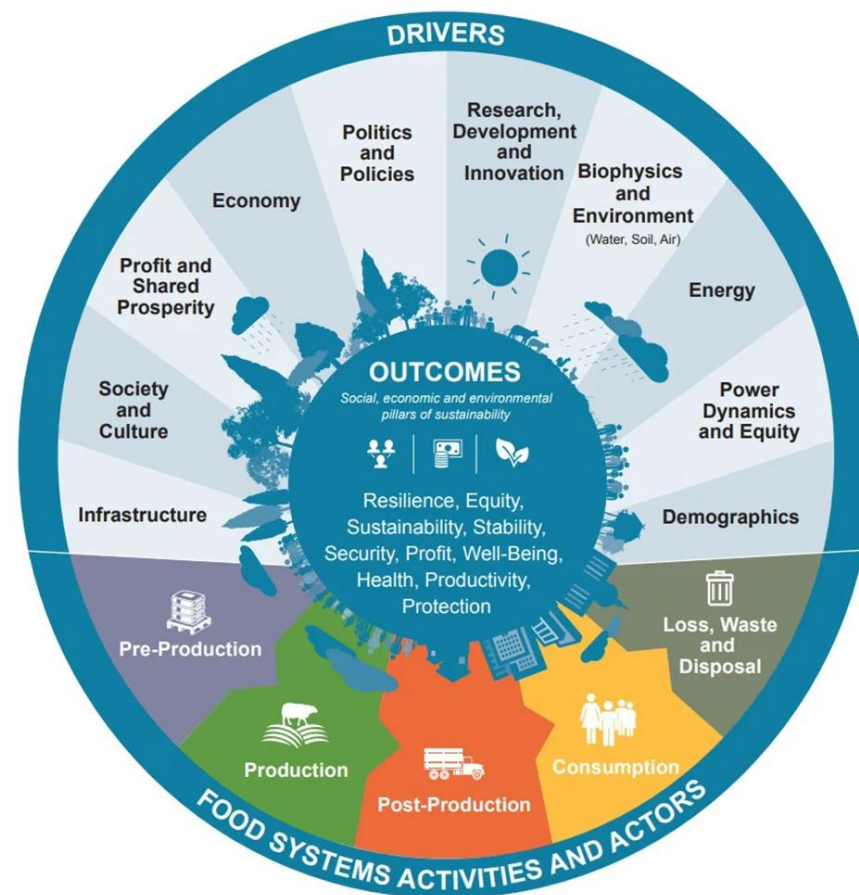 DRIVERS
Infrastructure
Society
and
Culture
Profit and
Shared
Prosperity
Economy
Politics
and
Policies
Research,
Development
and
Innovation
Biophysics
and
Environment
(Water, Soil, Air)
Energy
Power
Dynamics
and Equity
Demographics
OUTCOMES
Social, economic and environmental
pillars of sustainability
Resilience, Equity,
Sustainability, Stability,
Security, Profit, Well-Being,
Health, Productivity,
Protection
Pre-Production
Production
Post-Production
Consumption
Loss, Waste
and
Disposal
FOOD SYSTEMS ACTIVITIES AND ACTORS